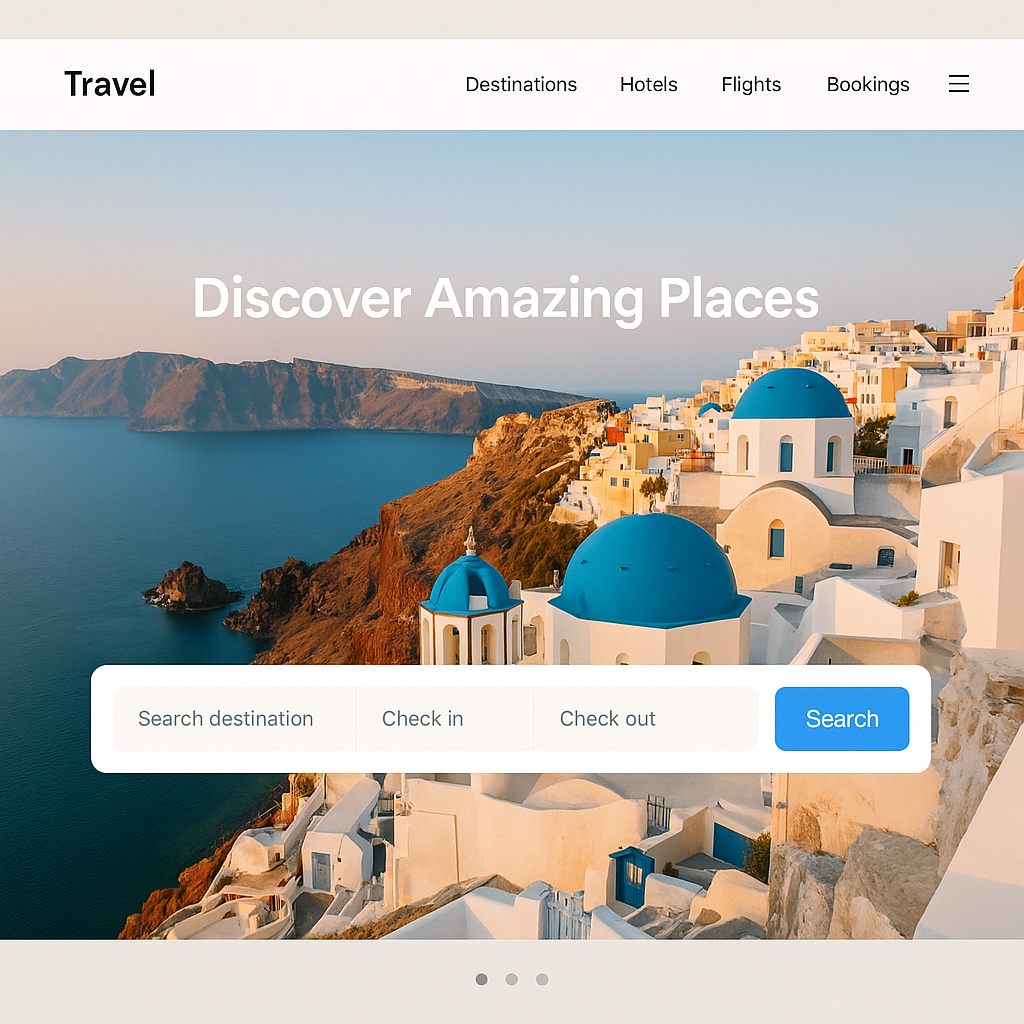 Travel
Destinations Hotels Flights Bookings
Discover Amazing Places
Search destination Check in Check out Search